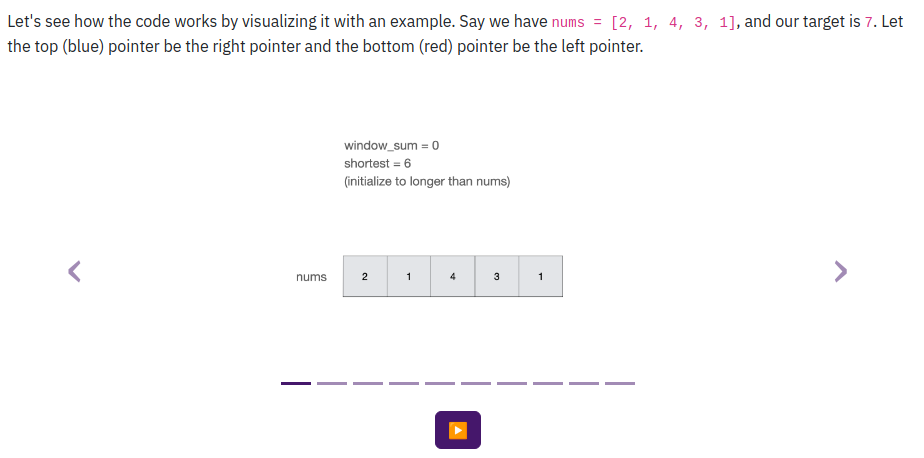 Let's see how the code works by visualizing it with an example. Say we have nums = [2, 1, 4, 3, 1], and our target is 7. Let
the top (blue) pointer be the right pointer and the bottom (red) pointer be the left pointer.
window_sum = 0
shortest = 6
(initialize to longer than nums)
nums 2 1 4 3 1